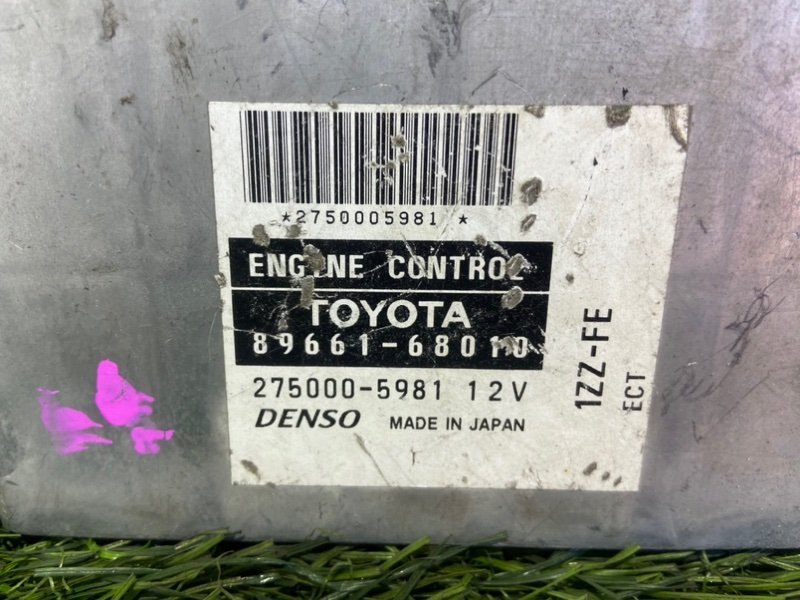 *2750005981*
ENGINE CONTROL
TOYOTA
89661-68010
275000-5981 12V
DENSO MADE IN JAPAN
1ZZ-FE
ECT